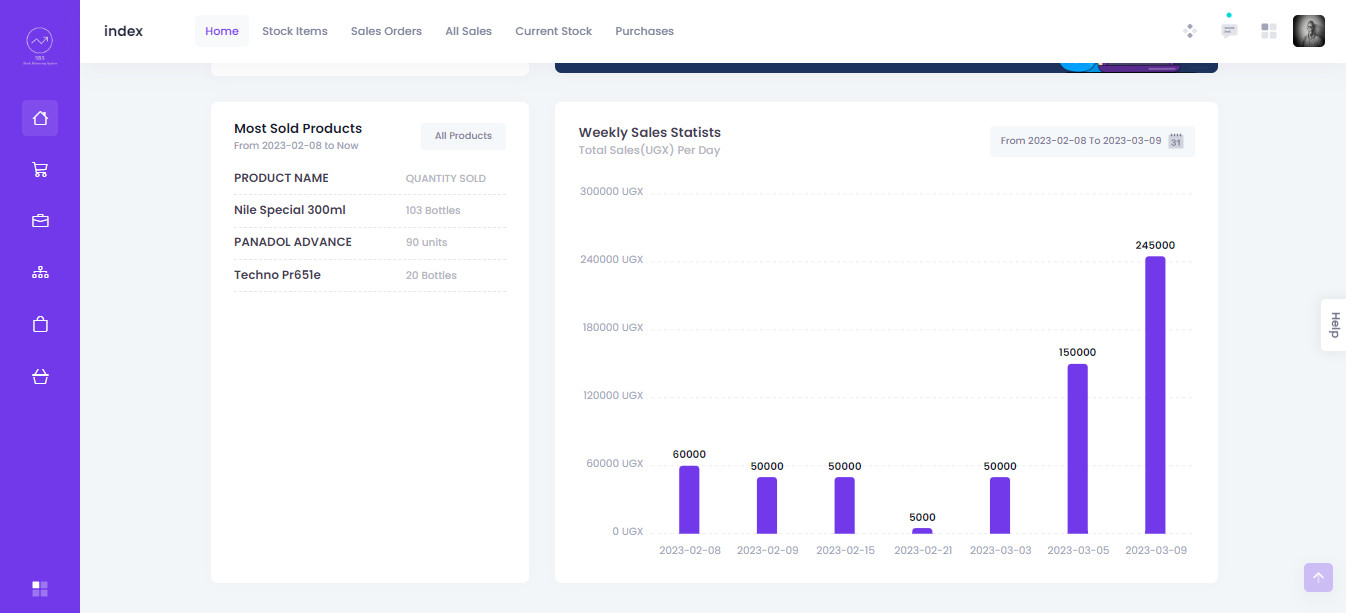 index
Home
Stock Items
Sales Orders
All Sales
Current Stock
Purchases
SBS
Most Sold Products
From 2023-02-08 to Now
All Products
PRODUCT NAME QUANTITY SOLD
Nile Special 300ml 103 Bottles
PANADOL ADVANCE 90 units
Techno Pr651e 20 Bottles
Weekly Sales Statists
Total Sales(UGX) Per Day
From 2023-02-08 To 2023-03-09
31
300000 UGX
240000 UGX
180000 UGX
120000 UGX
60000 UGX
0 UGX
60000
50000
50000
5000
50000
150000
245000
2023-02-08
2023-02-09
2023-02-15
2023-02-21
2023-03-03
2023-03-05
2023-03-09
Help